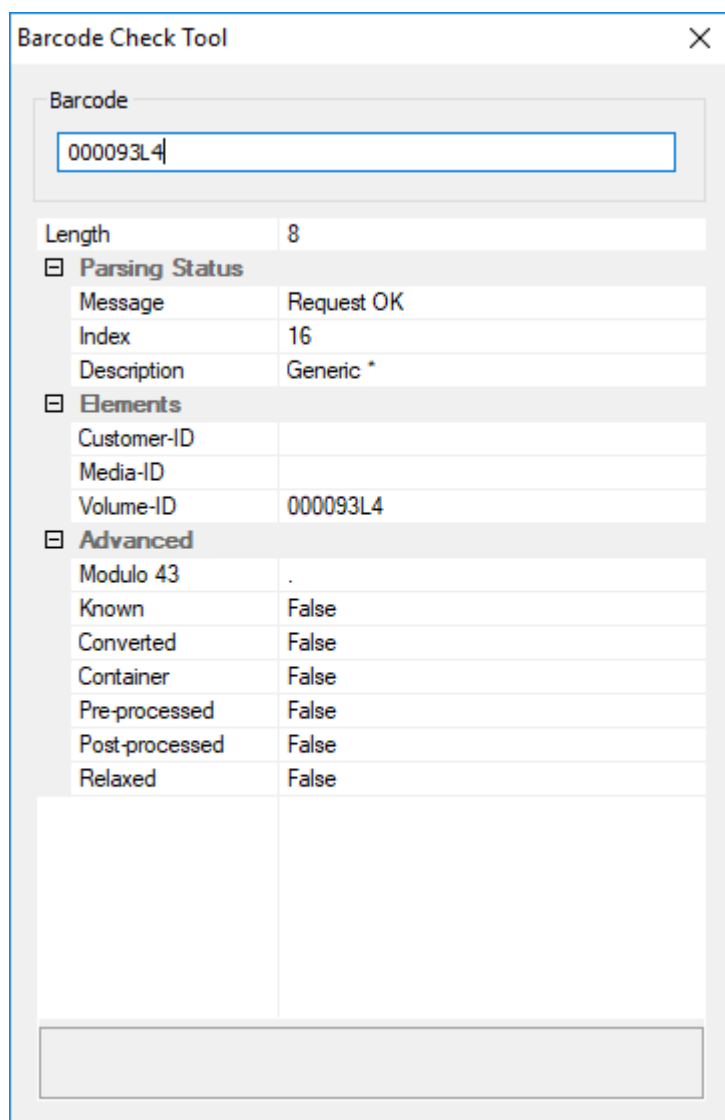 Barcode Check Tool
Barcode
000093L4
Length 8
Parsing Status
Message Request OK
Index 16
Description Generic *
Elements
Customer-ID
Media-ID
Volume-ID 000093L4
Advanced
Modulo 43 .
Known False
Converted False
Container False
Pre-processed False
Post-processed False
Relaxed False